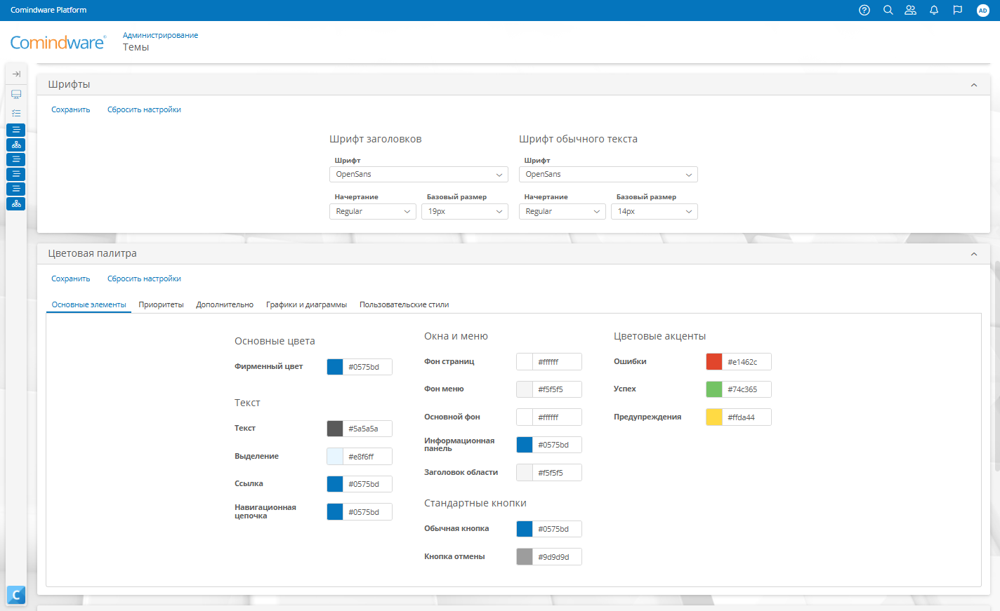 Comindware Platform
AD
Comindware®
Администрирование
Темы
Шрифты
Сохранить Сбросить настройки
Шрифт заголовков
Шрифт
OpenSans
Начертание Базовый размер
Regular 19px
Шрифт обычного текста
Шрифт
OpenSans
Начертание Базовый размер
Regular 14px
Цветовая палитра
Сохранить Сбросить настройки
Основные элементы Приоритеты Дополнительно Графики и диаграммы Пользовательские стили
Основные цвета
Фирменный цвет #0575bd
Текст
Текст #5a5a5a
Выделение #e8f6ff
Ссылка #0575bd
Навигационная
цепочка #0575bd
Окна и меню
Фон страниц #ffffff
Фон меню #f5f5f5
Основной фон #ffffff
Информационная
панель #0575bd
Заголовок области #f5f5f5
Стандартные кнопки
Обычная кнопка #0575bd
Кнопка отмены #9d9d9d
Цветовые акценты
Ошибки #e1462c
Успех #74c365
Предупреждения #ffda44
C